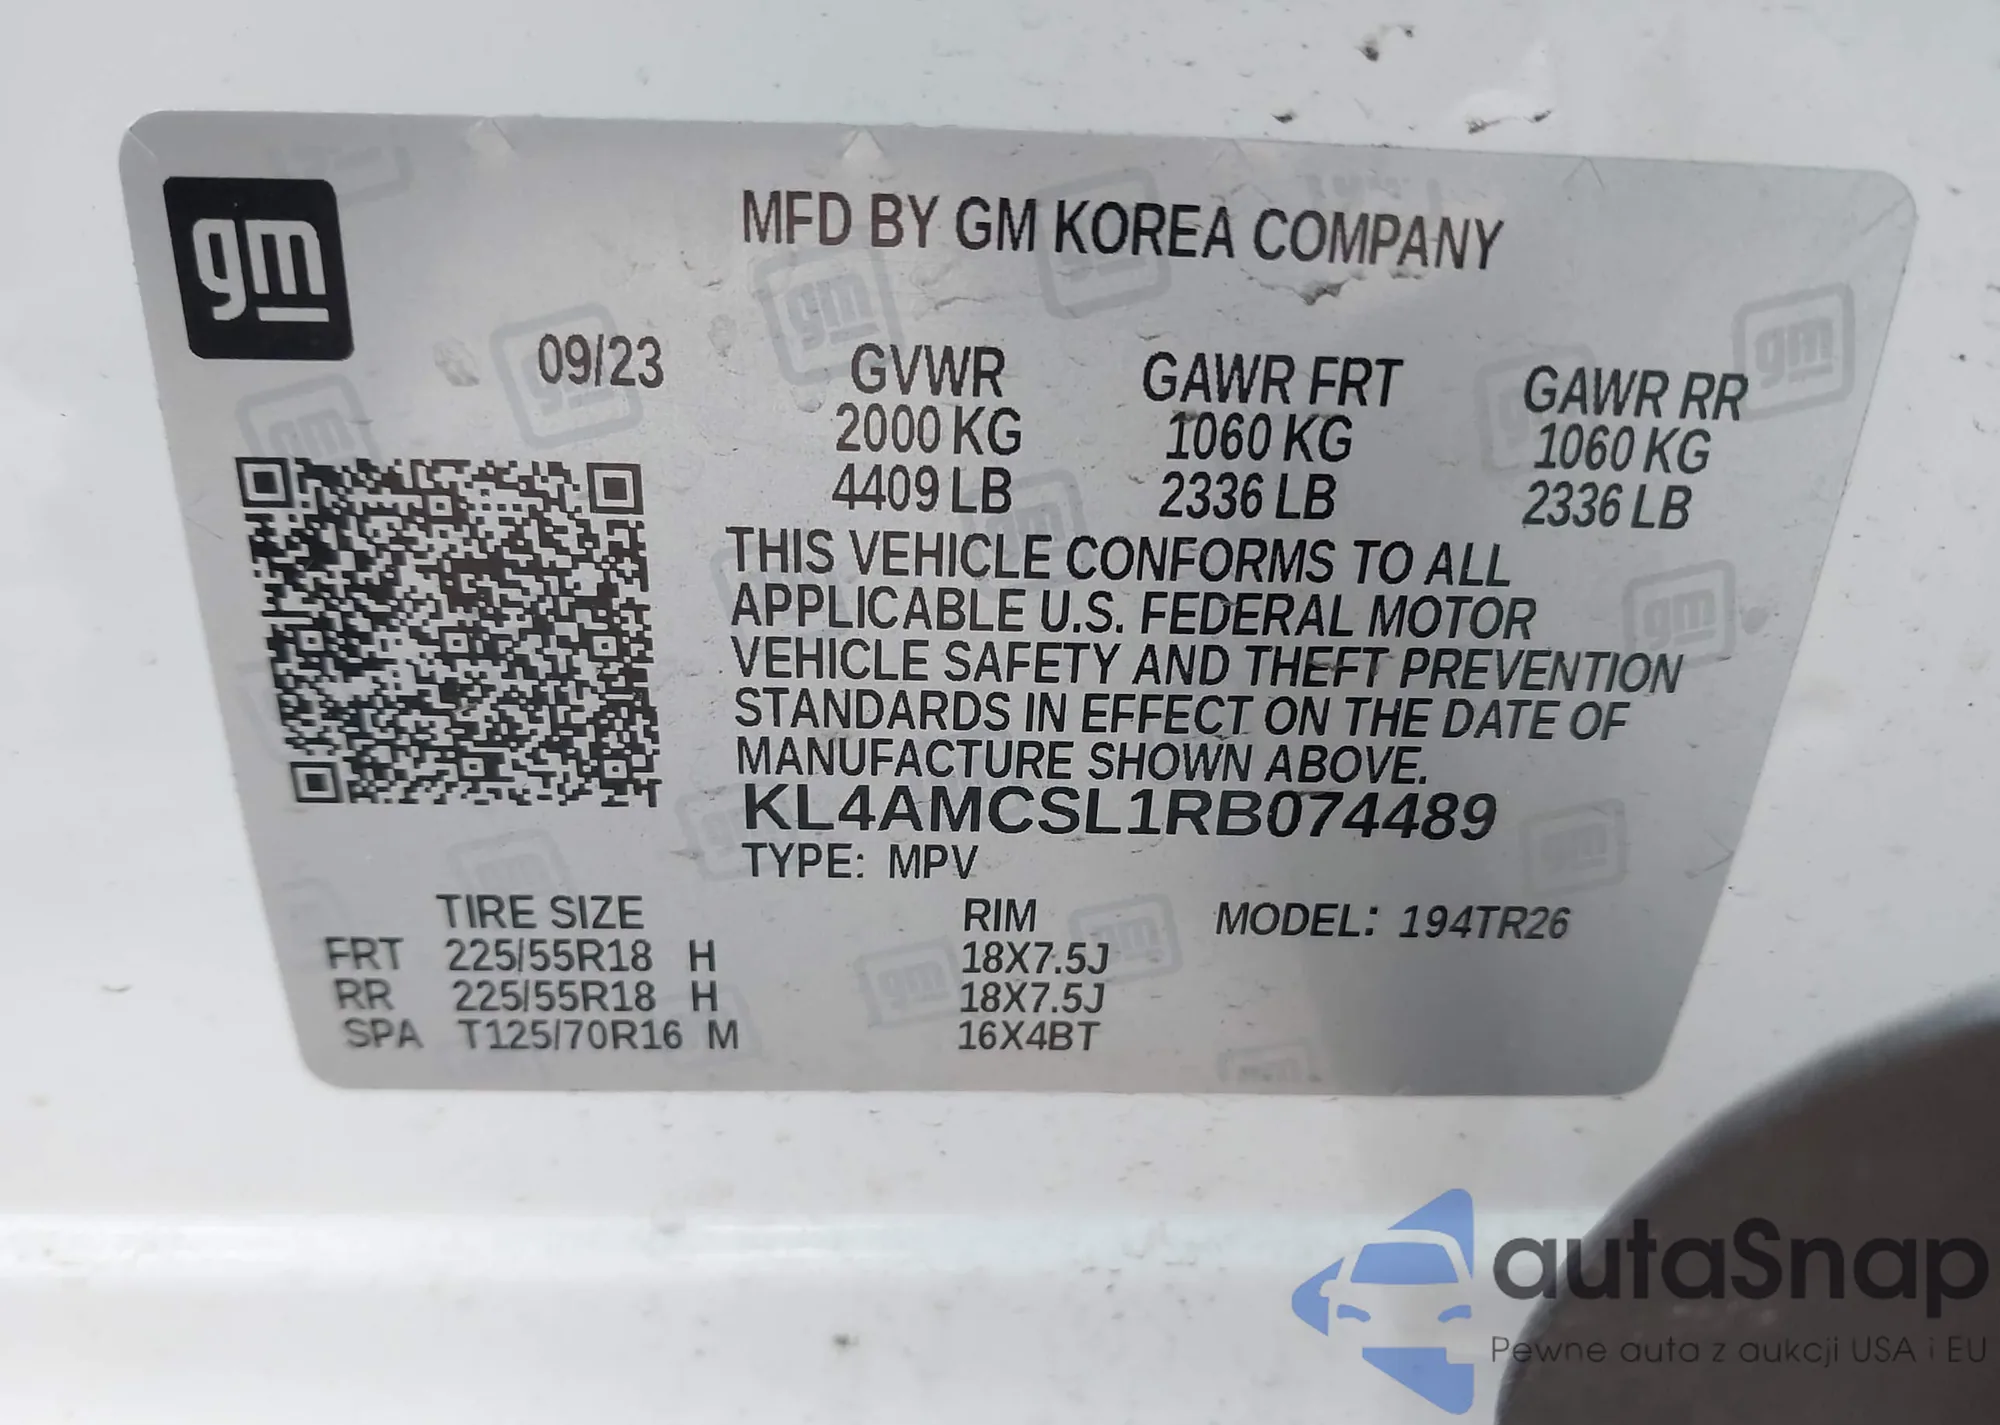 gm
MFD BY GM KOREA COMPANY
09/23
GVWR GAWR FRT GAWR RR
2000 KG 1060 KG 1060 KG
4409 LB 2336 LB 2336 LB
THIS VEHICLE CONFORMS TO ALL
APPLICABLE U.S. FEDERAL MOTOR
VEHICLE SAFETY AND THEFT PREVENTION
STANDARDS IN EFFECT ON THE DATE OF
MANUFACTURE SHOWN ABOVE.
KL4AMCSL1RB074489
TYPE: MPV
TIRE SIZE RIM MODEL: 194TR26
FRT 225/55R18 H 18X7.5J
RR 225/55R18 H 18X7.5J
SPA T125/70R16 M 16X4BT
autaSnap
Pewne auta z aukcji USA i EU